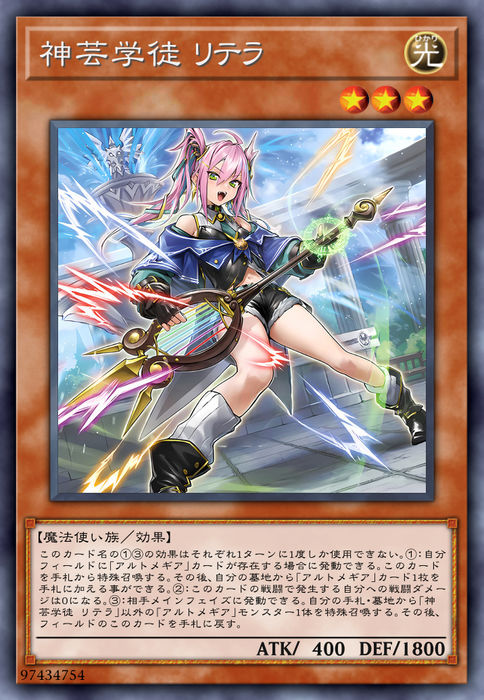 神芸学徒 リテラ
ひかり
光
【魔法使い族／効果】
このカード名の①③の効果はそれぞれ1ターンに1度しか使用できない。①：自分
フィールドに「アルトメギア」カードが存在する場合に発動できる。このカード
を手札から特殊召喚する。その後、自分の墓地から「アルトメギア」カード1枚を
手札に加える事ができる。②：このカードの戦闘で発生する自分への戦闘ダメー
ジは0になる。③：相手メインフェイズに発動できる。自分の手札・墓地から「神
芸学徒 リテラ」以外の「アルトメギア」モンスター1体を特殊召喚する。その後、
フィールドのこのカードを手札に戻す。
ATK/ 400 DEF/1800
97434754